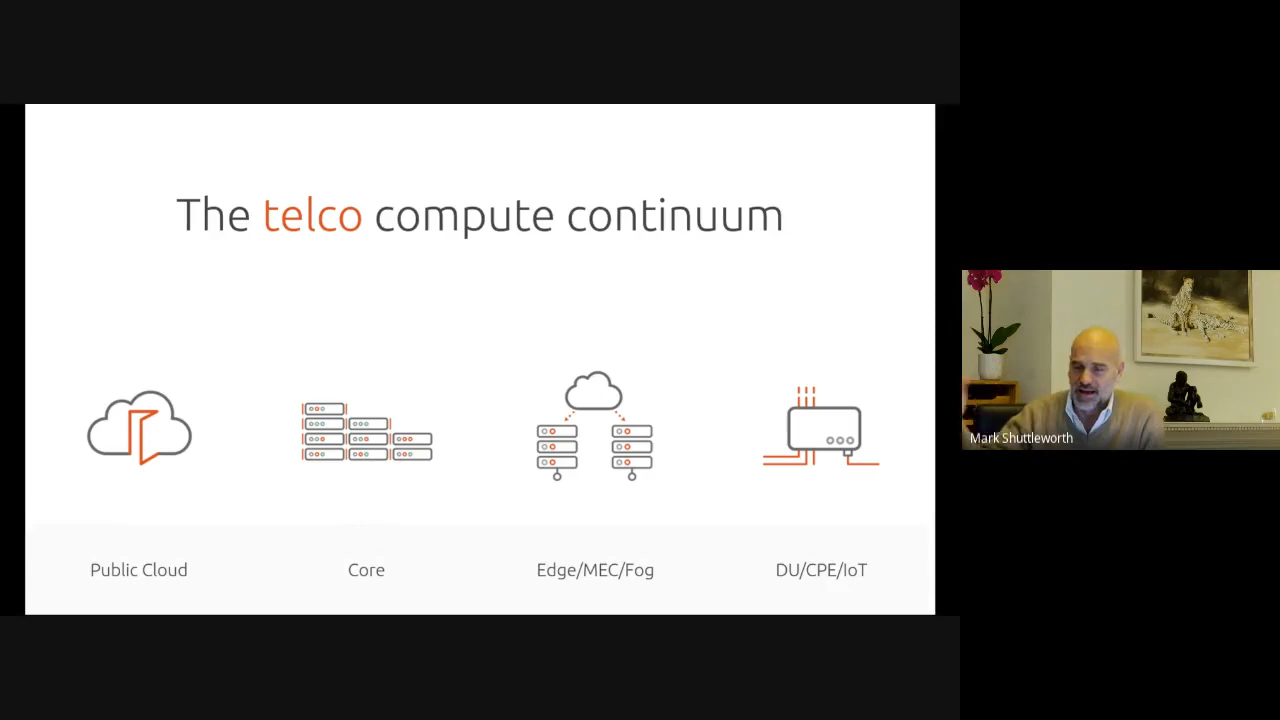 The telco compute continuum
Public Cloud
Core
Edge/MEC/Fog
DU/CPE/IoT
Mark Shuttleworth